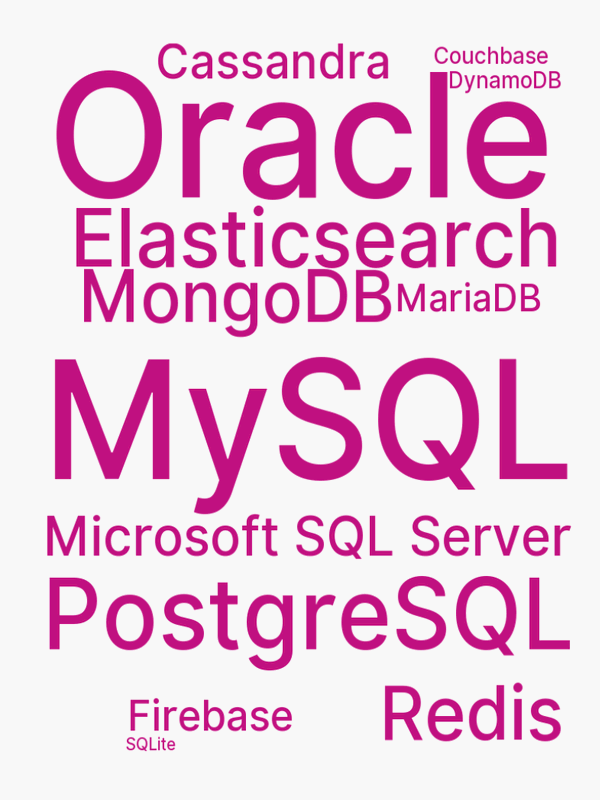 Cassandra
Couchbase
DynamoDB
Oracle
Elasticsearch
MongoDB
MariaDB
MySQL
Microsoft SQL Server
PostgreSQL
Firebase
Redis
SQLite